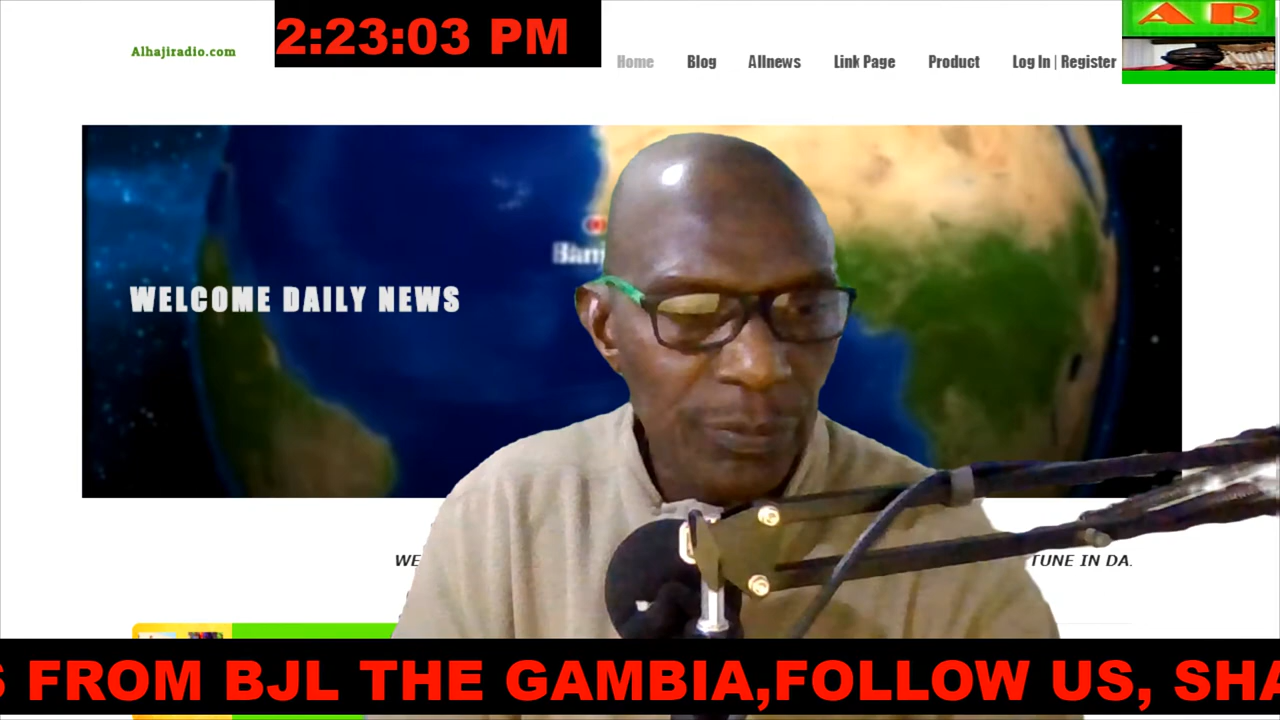 Alhajiradio.com
2:23:03 PM
Home Blog Allnews Link Page Product Log In | Register
A R
WELCOME DAILY NEWS
WE
TUNE IN DA.
FROM BJL THE GAMBIA,FOLLOW US, SHA